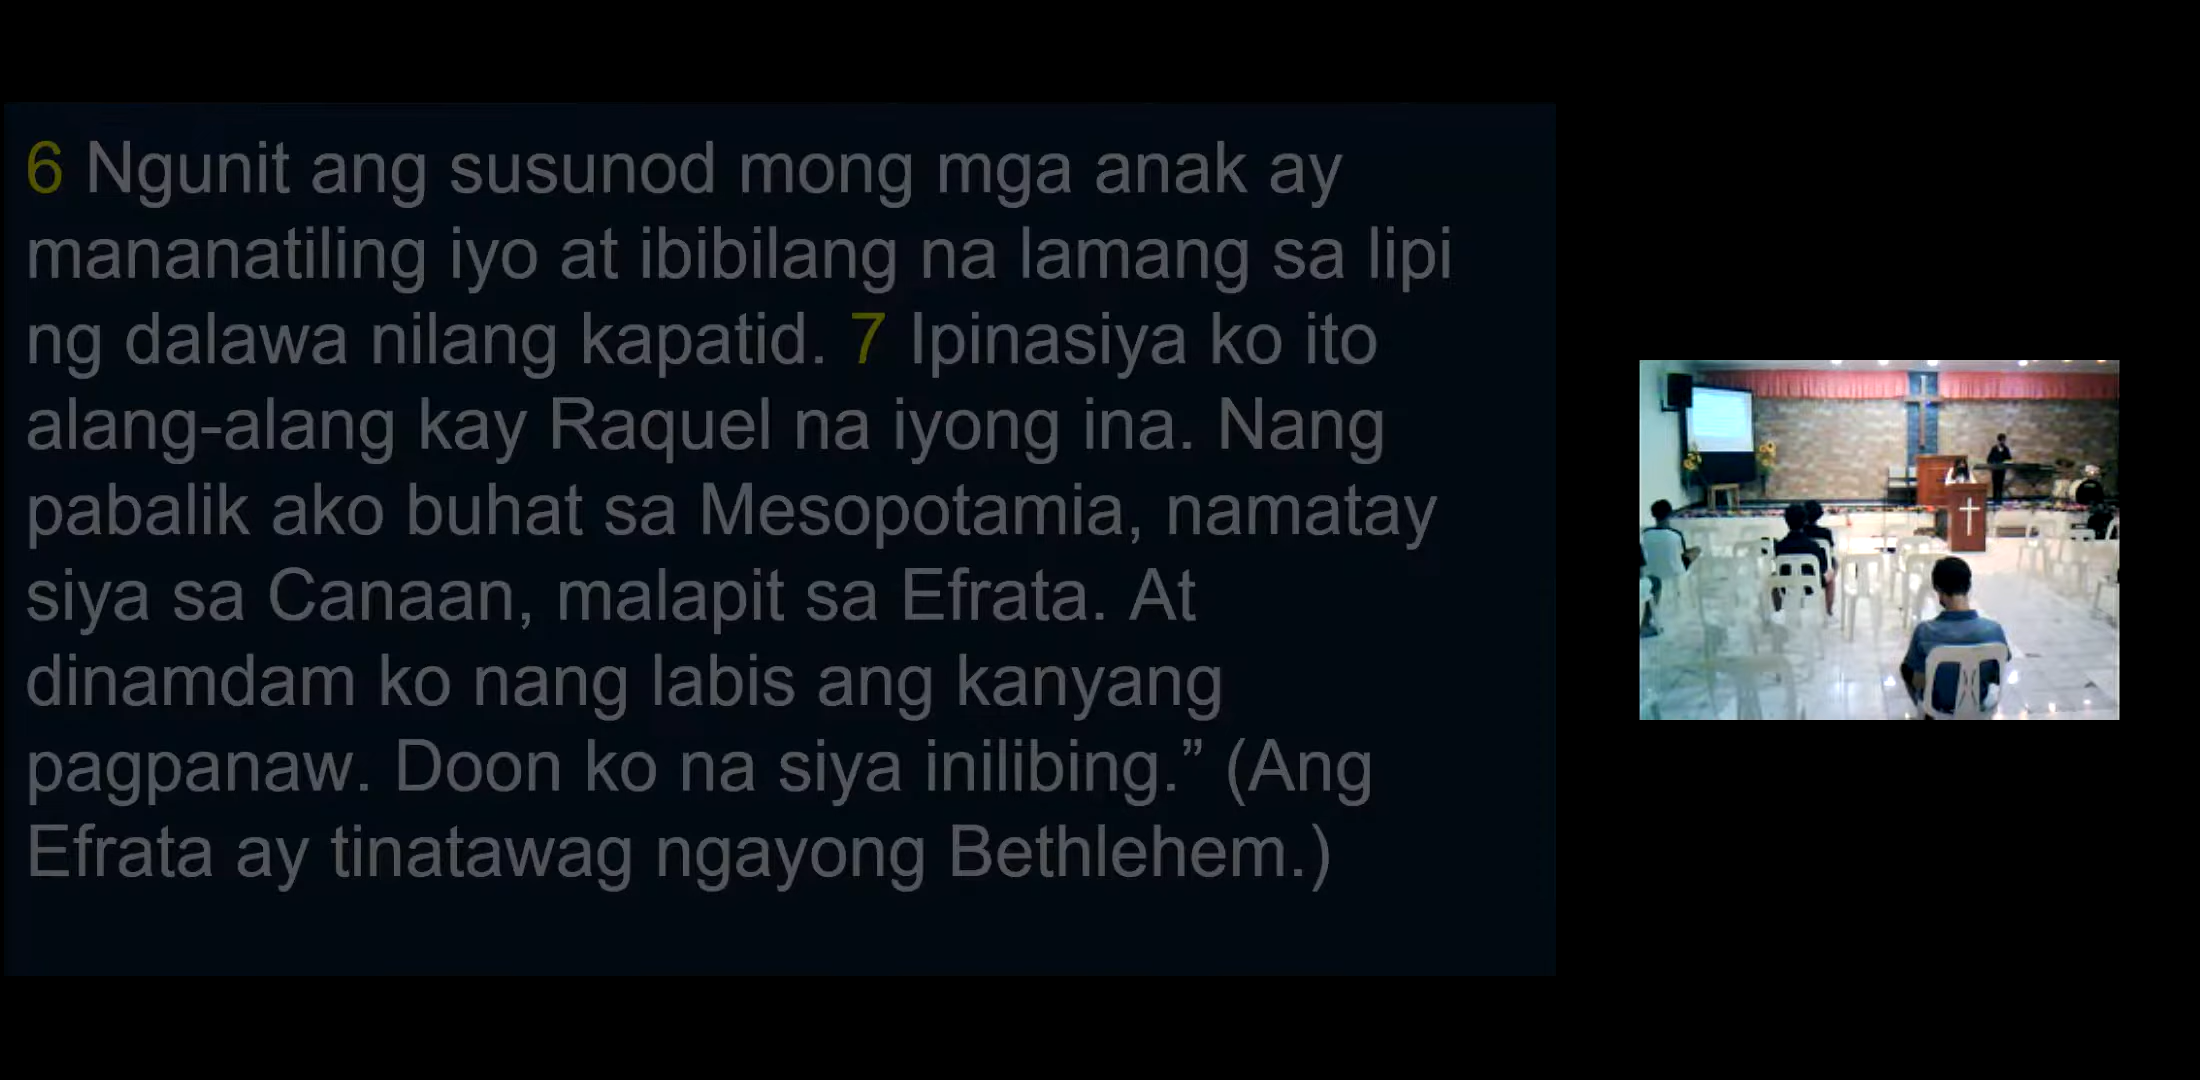 6 Ngunit ang susunod mong mga anak ay
mananatiling iyo at ibibilang na lamang sa lipi
ng dalawa nilang kapatid. 7 Ipinasiya ko ito
alang-alang kay Raquel na iyong ina. Nang
pabalik ako buhat sa Mesopotamia, namatay
siya sa Canaan, malapit sa Efrata. At
dinamdam ko nang labis ang kanyang
pagpanaw. Doon ko na siya inilibing.” (Ang
Efrata ay tinatawag ngayong Bethlehem.)